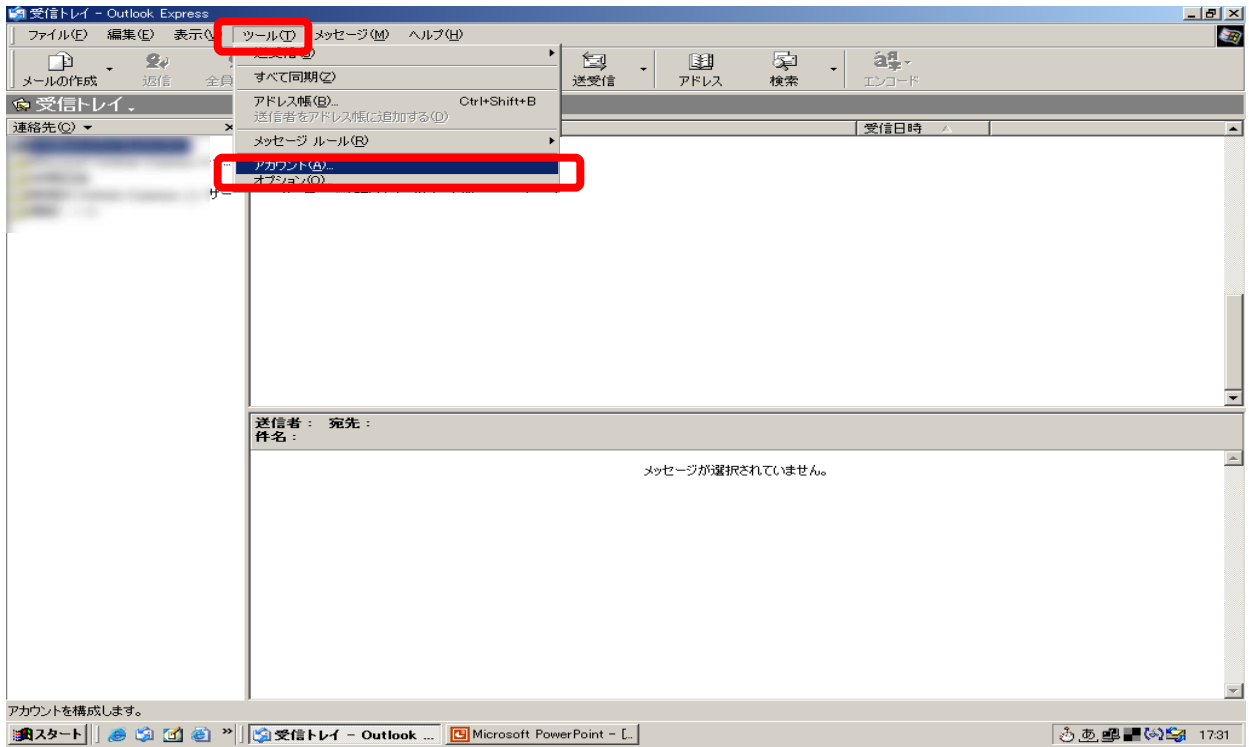 受信トレイ - Outlook Express
ファイル(F) 編集(E) 表示(V) ツール(T) メッセージ(M) ヘルプ(H)
メールの作成 返信 全員 送受信 アドレス 検索 エンコード
すべて同期(Z)
アドレス帳(B)... Ctrl+Shift+B
送信者をアドレス帳に追加する(D)
メッセージ ルール(R)
アカウント(A)...
オプション(O)
受信トレイ
連絡先(C)
受信日時
サー
送信者: 宛先:
件名:
メッセージが選択されていません。
アカウントを構成します。
スタート 受信トレイ - Outlook ... Microsoft PowerPoint - [... あ 17:31